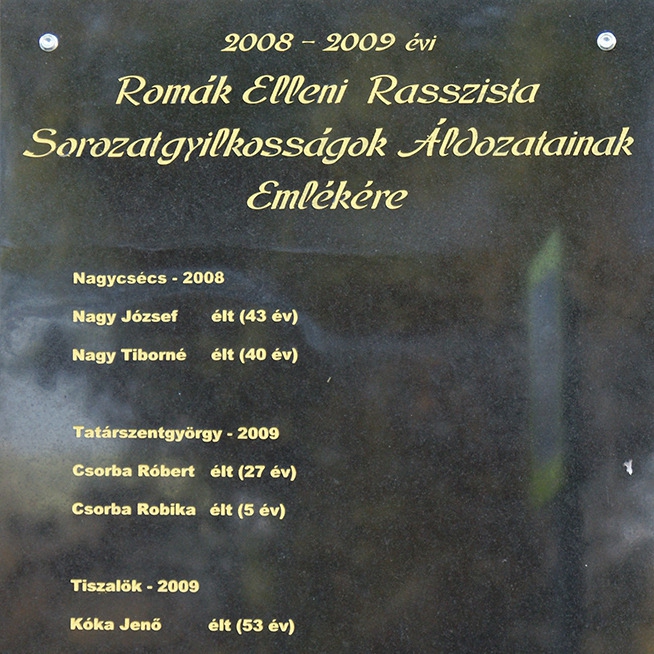 2008 - 2009 évi
Romák Elleni Rasszista
Sorozatgyilkosságok Áldozatainak
Emlékére
Nagycsécs - 2008
Nagy József élt (43 év)
Nagy Tiborné élt (40 év)
Tatárszentgyörgy - 2009
Csorba Róbert élt (27 év)
Csorba Robika élt (5 év)
Tiszalök - 2009
Kóka Jenő élt (53 év)